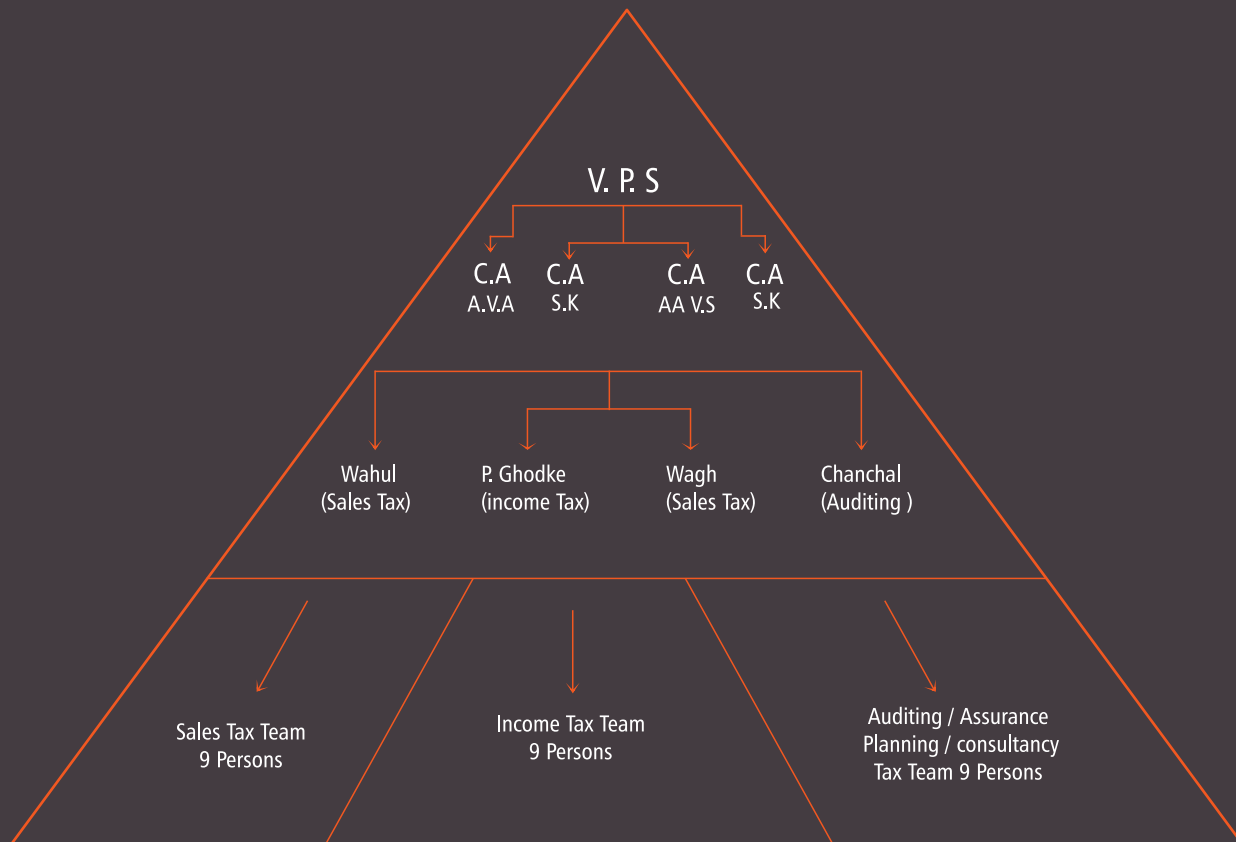 V. P. S
C.A
A.V.A
C.A
S.K
C.A
AA V.S
C.A
S.K
Wahul
(Sales Tax)
P. Ghodke
(income Tax)
Wagh
(Sales Tax)
Chanchal
(Auditing )
Sales Tax Team
9 Persons
Income Tax Team
9 Persons
Auditing / Assurance
Planning / consultancy
Tax Team 9 Persons